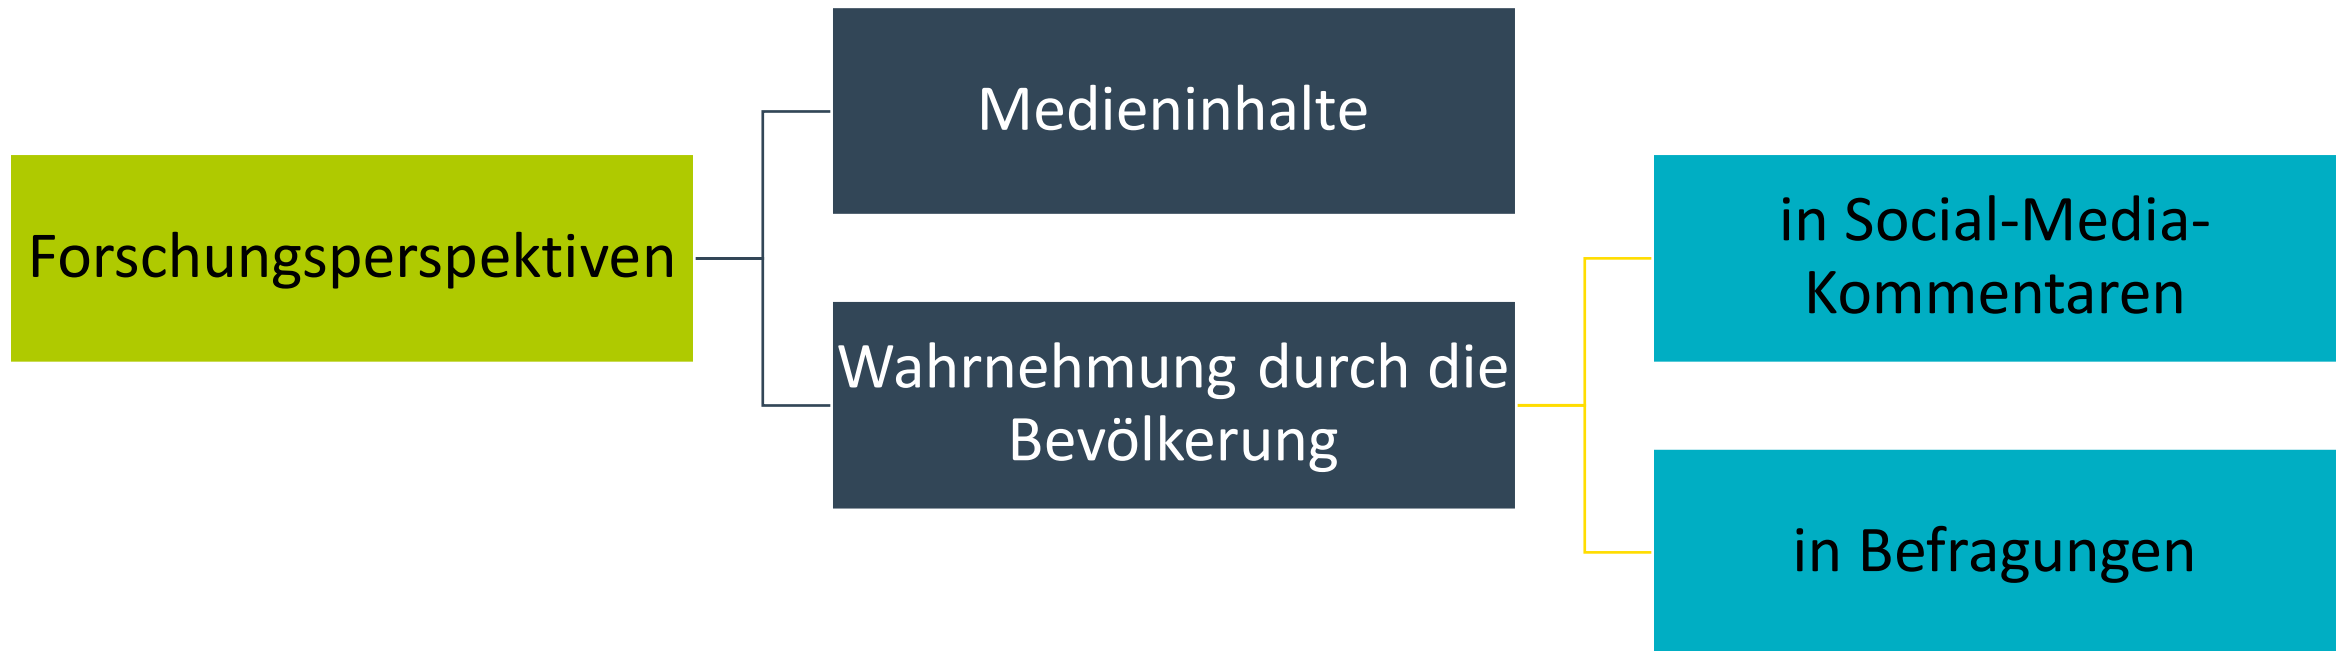 Forschungsperspektiven
Medieninhalte
Wahrnehmung durch die
Bevölkerung
in Social-Media-
Kommentaren
in Befragungen